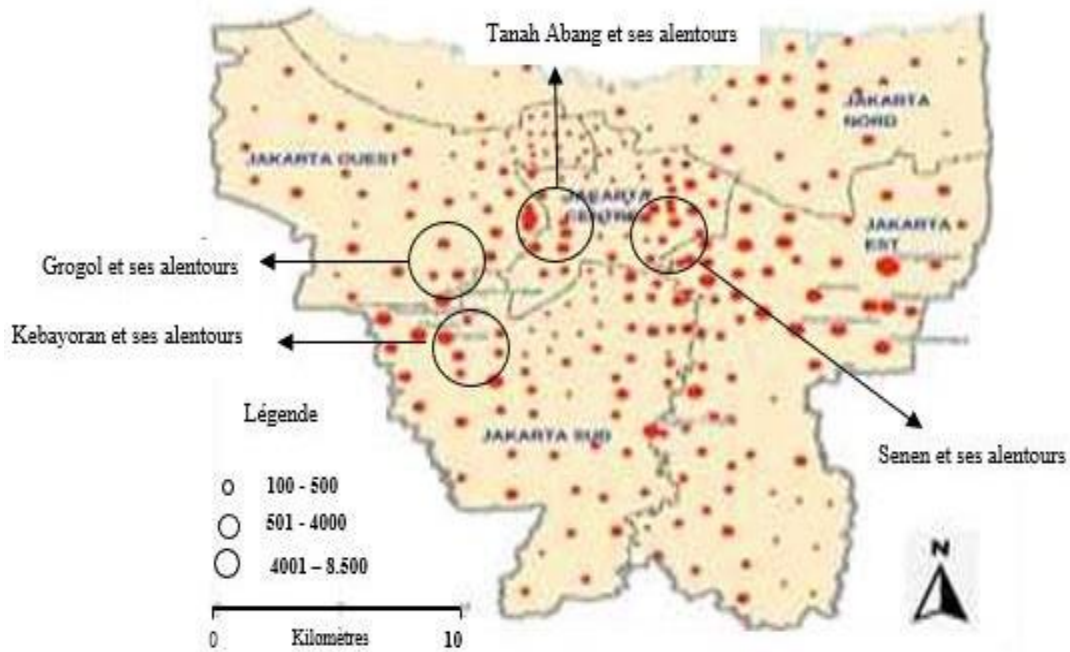 Tanah Abang et ses alentours
JAKARTA
NORD
JAKARTA OUEST
JAKARTA
CENTRE
JAKARTA
EST
Grogol et ses alentours
Kebayoran et ses alentours
Légende
JAKARTA SUD
Senen et ses alentours
100 - 500
501 - 4000
4001 – 8.500
N
0 Kilomètres 10